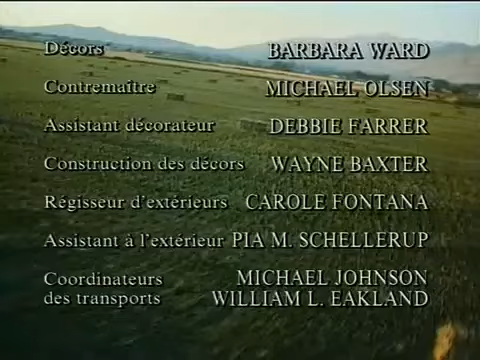 Décors BARBARA WARD
Contremaître MICHAEL OLSEN
Assistant décorateur DEBBIE FARRER
Construction des décors WAYNE BAXTER
Régisseur d'extérieurs CAROLE FONTANA
Assistant à l'extérieur PIA M. SCHELLERUP
Coordinateurs MICHAEL JOHNSON
des transports WILLIAM L. EAKLAND